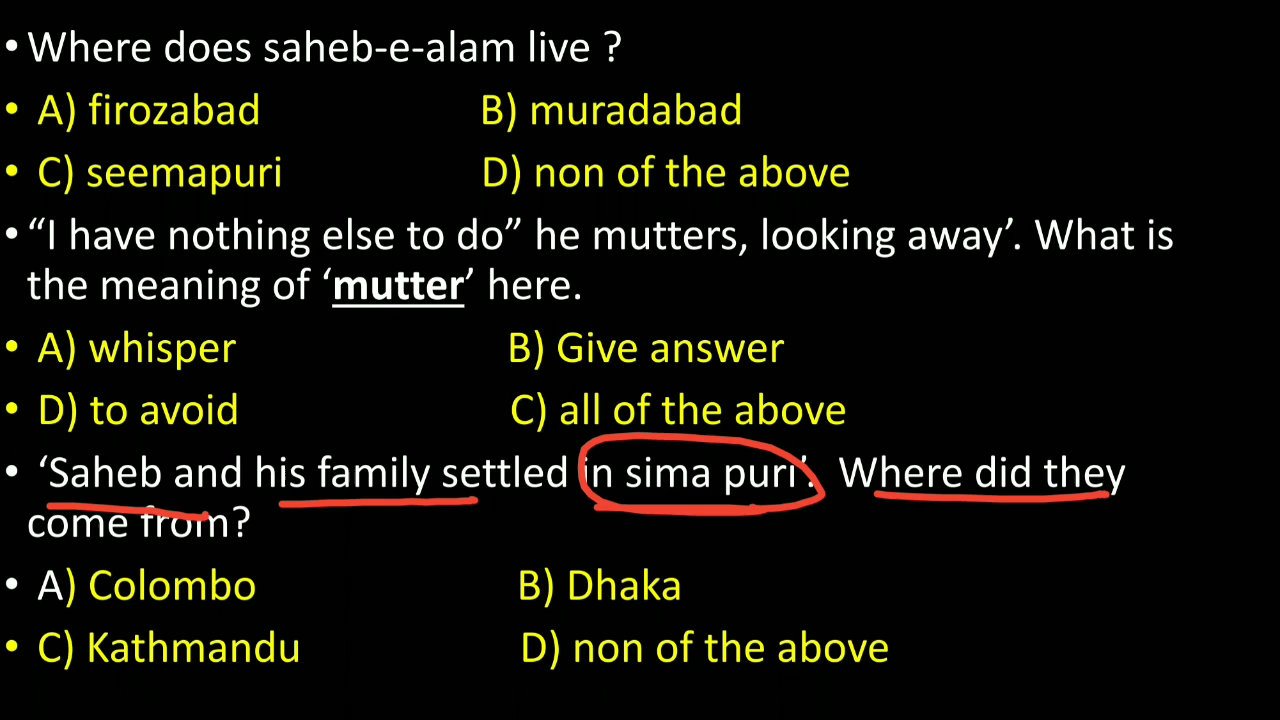 • Where does saheb-e-alam live ?
• A) firozabad B) muradabad
• C) seemapuri D) non of the above
• “I have nothing else to do” he mutters, looking away’. What is
the meaning of ‘mutter’ here.
• A) whisper B) Give answer
• D) to avoid C) all of the above
• ‘Saheb and his family settled in sima puri’. Where did they
come from?
• A) Colombo B) Dhaka
• C) Kathmandu D) non of the above